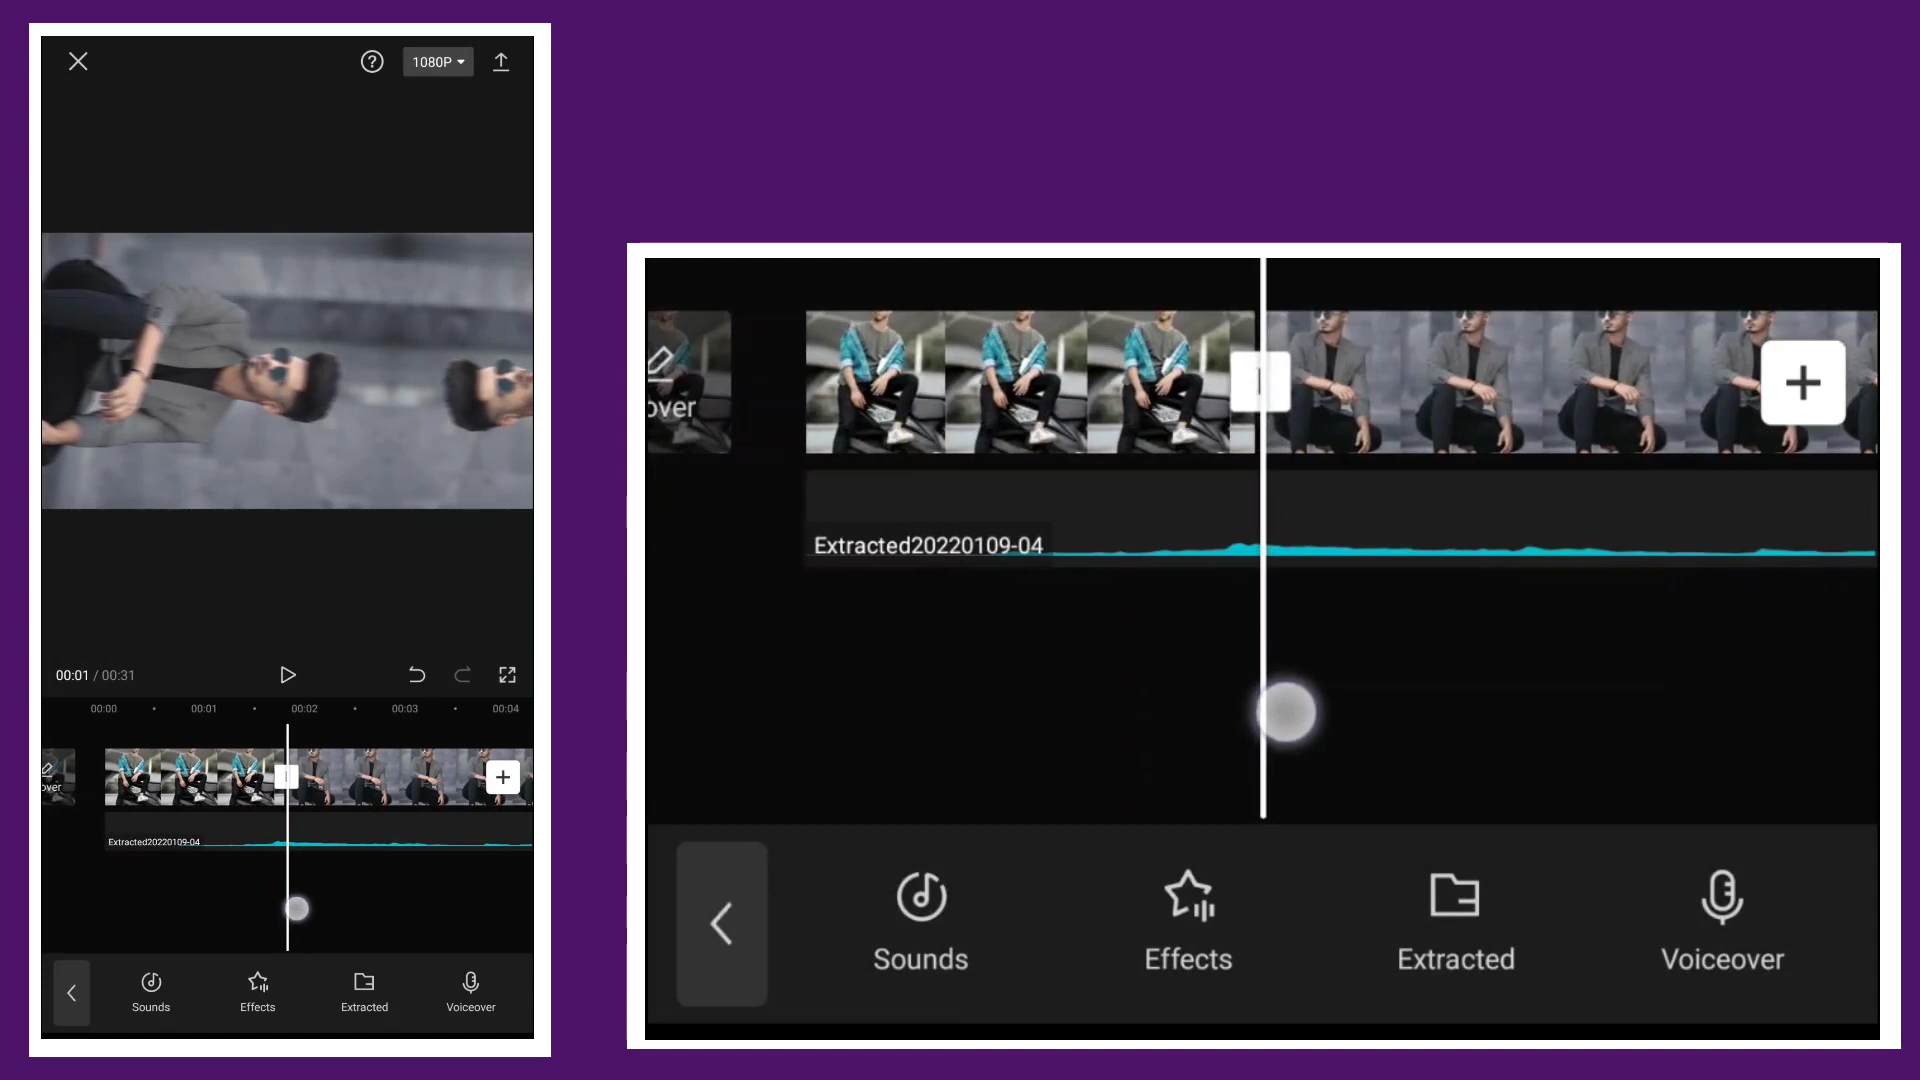 1080P
00:01 / 00:31
00:00 00:01 00:02 00:03 00:04
over
Extracted20220109-04
Sounds Effects Extracted Voiceover
over
Extracted20220109-04
Sounds Effects Extracted Voiceover